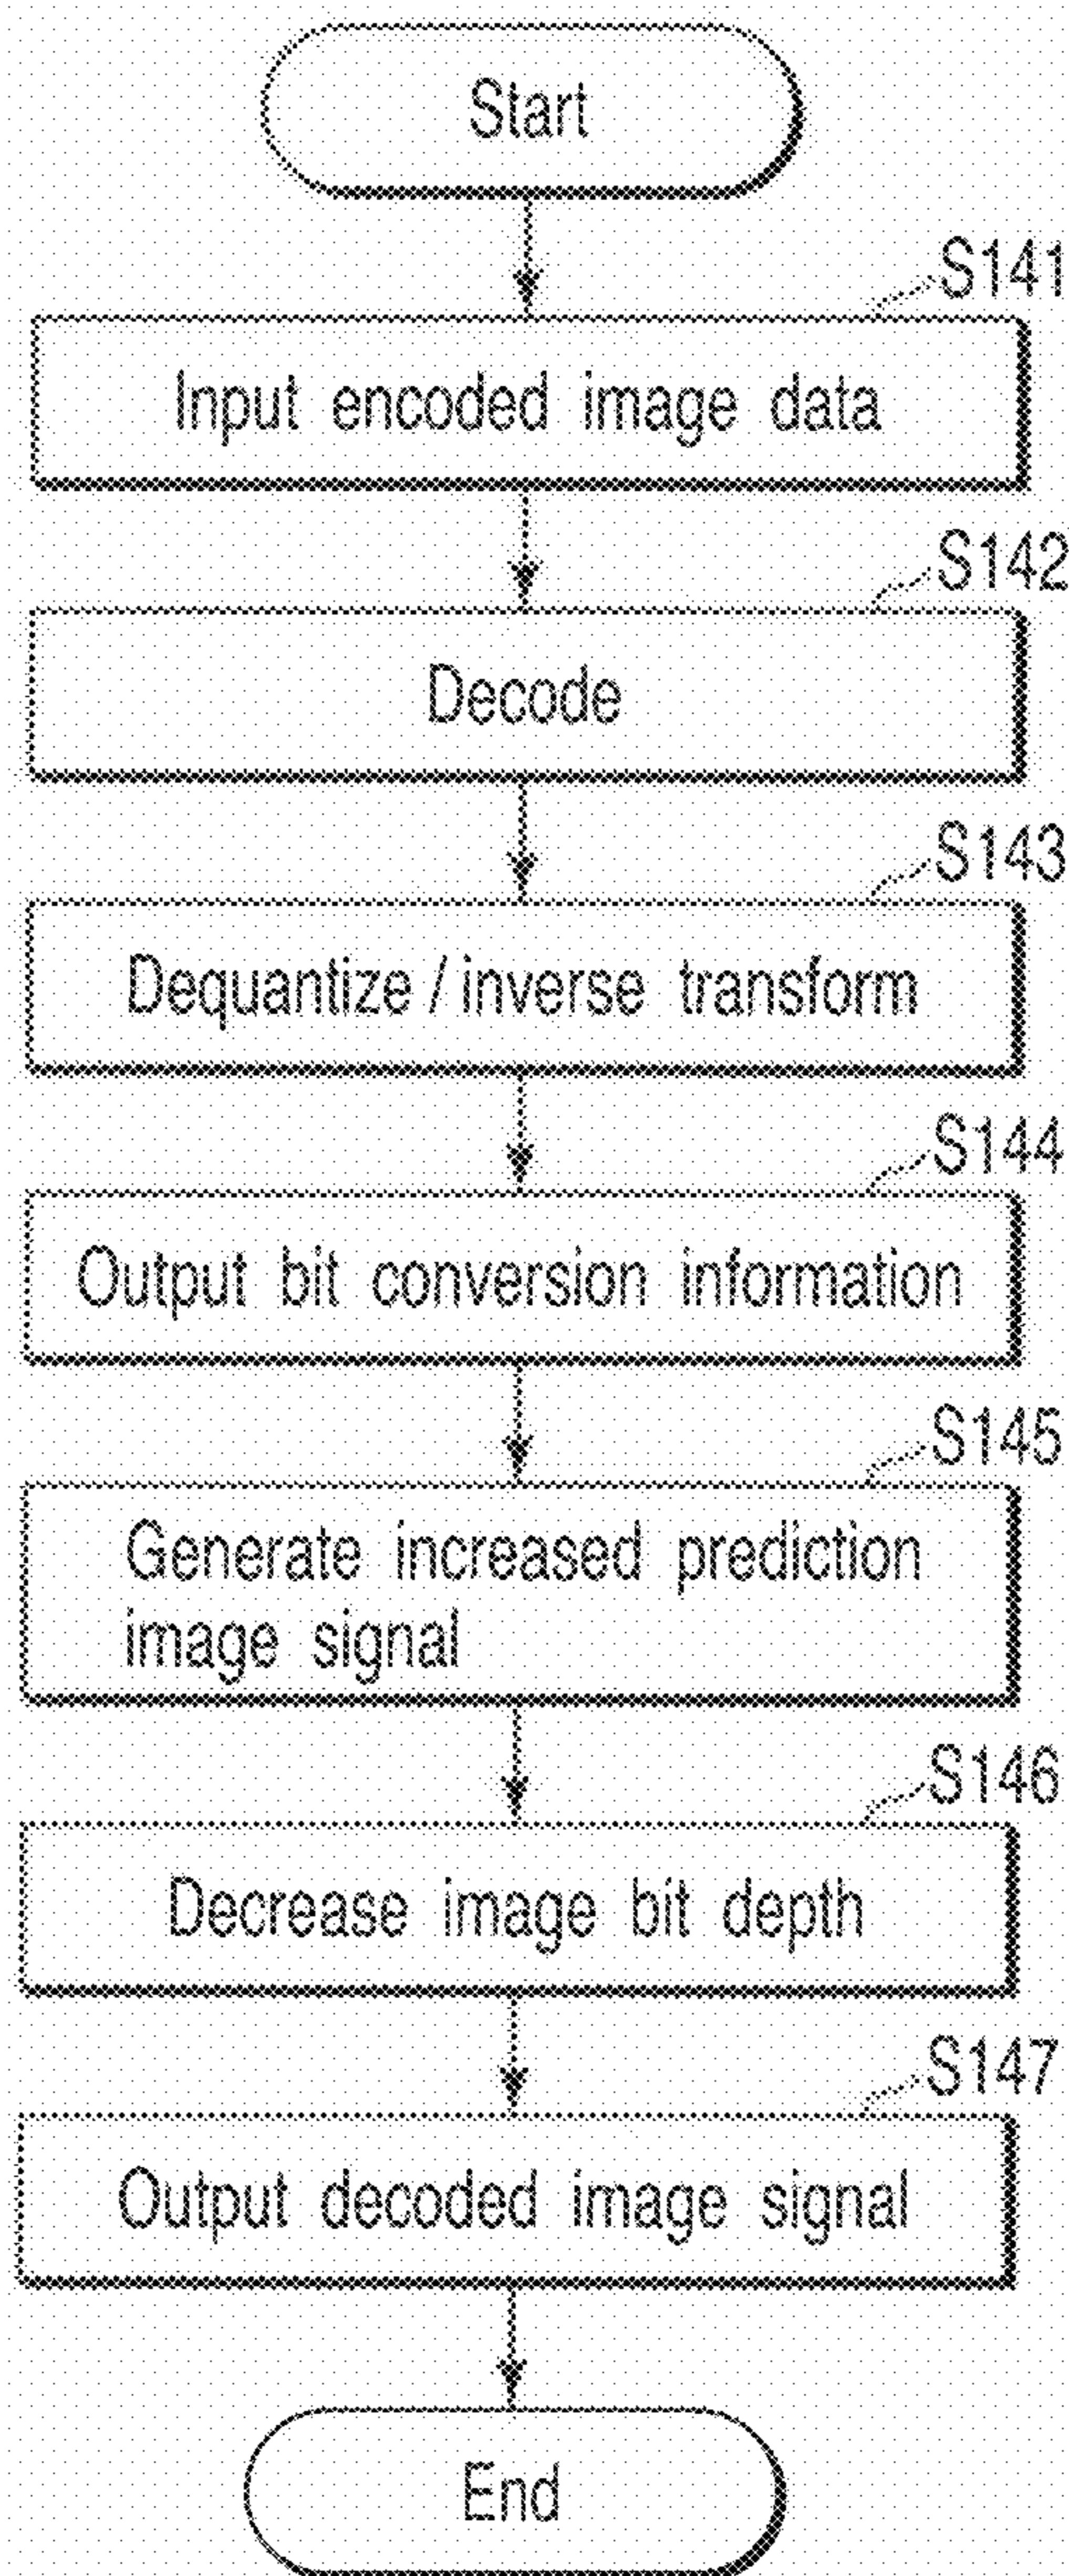 Start
S141
Input encoded image data
S142
Decode
S143
Dequantize / inverse transform
S144
Output bit conversion information
S145
Generate increased prediction
image signal
S146
Decrease image bit depth
S147
Output decoded image signal
End